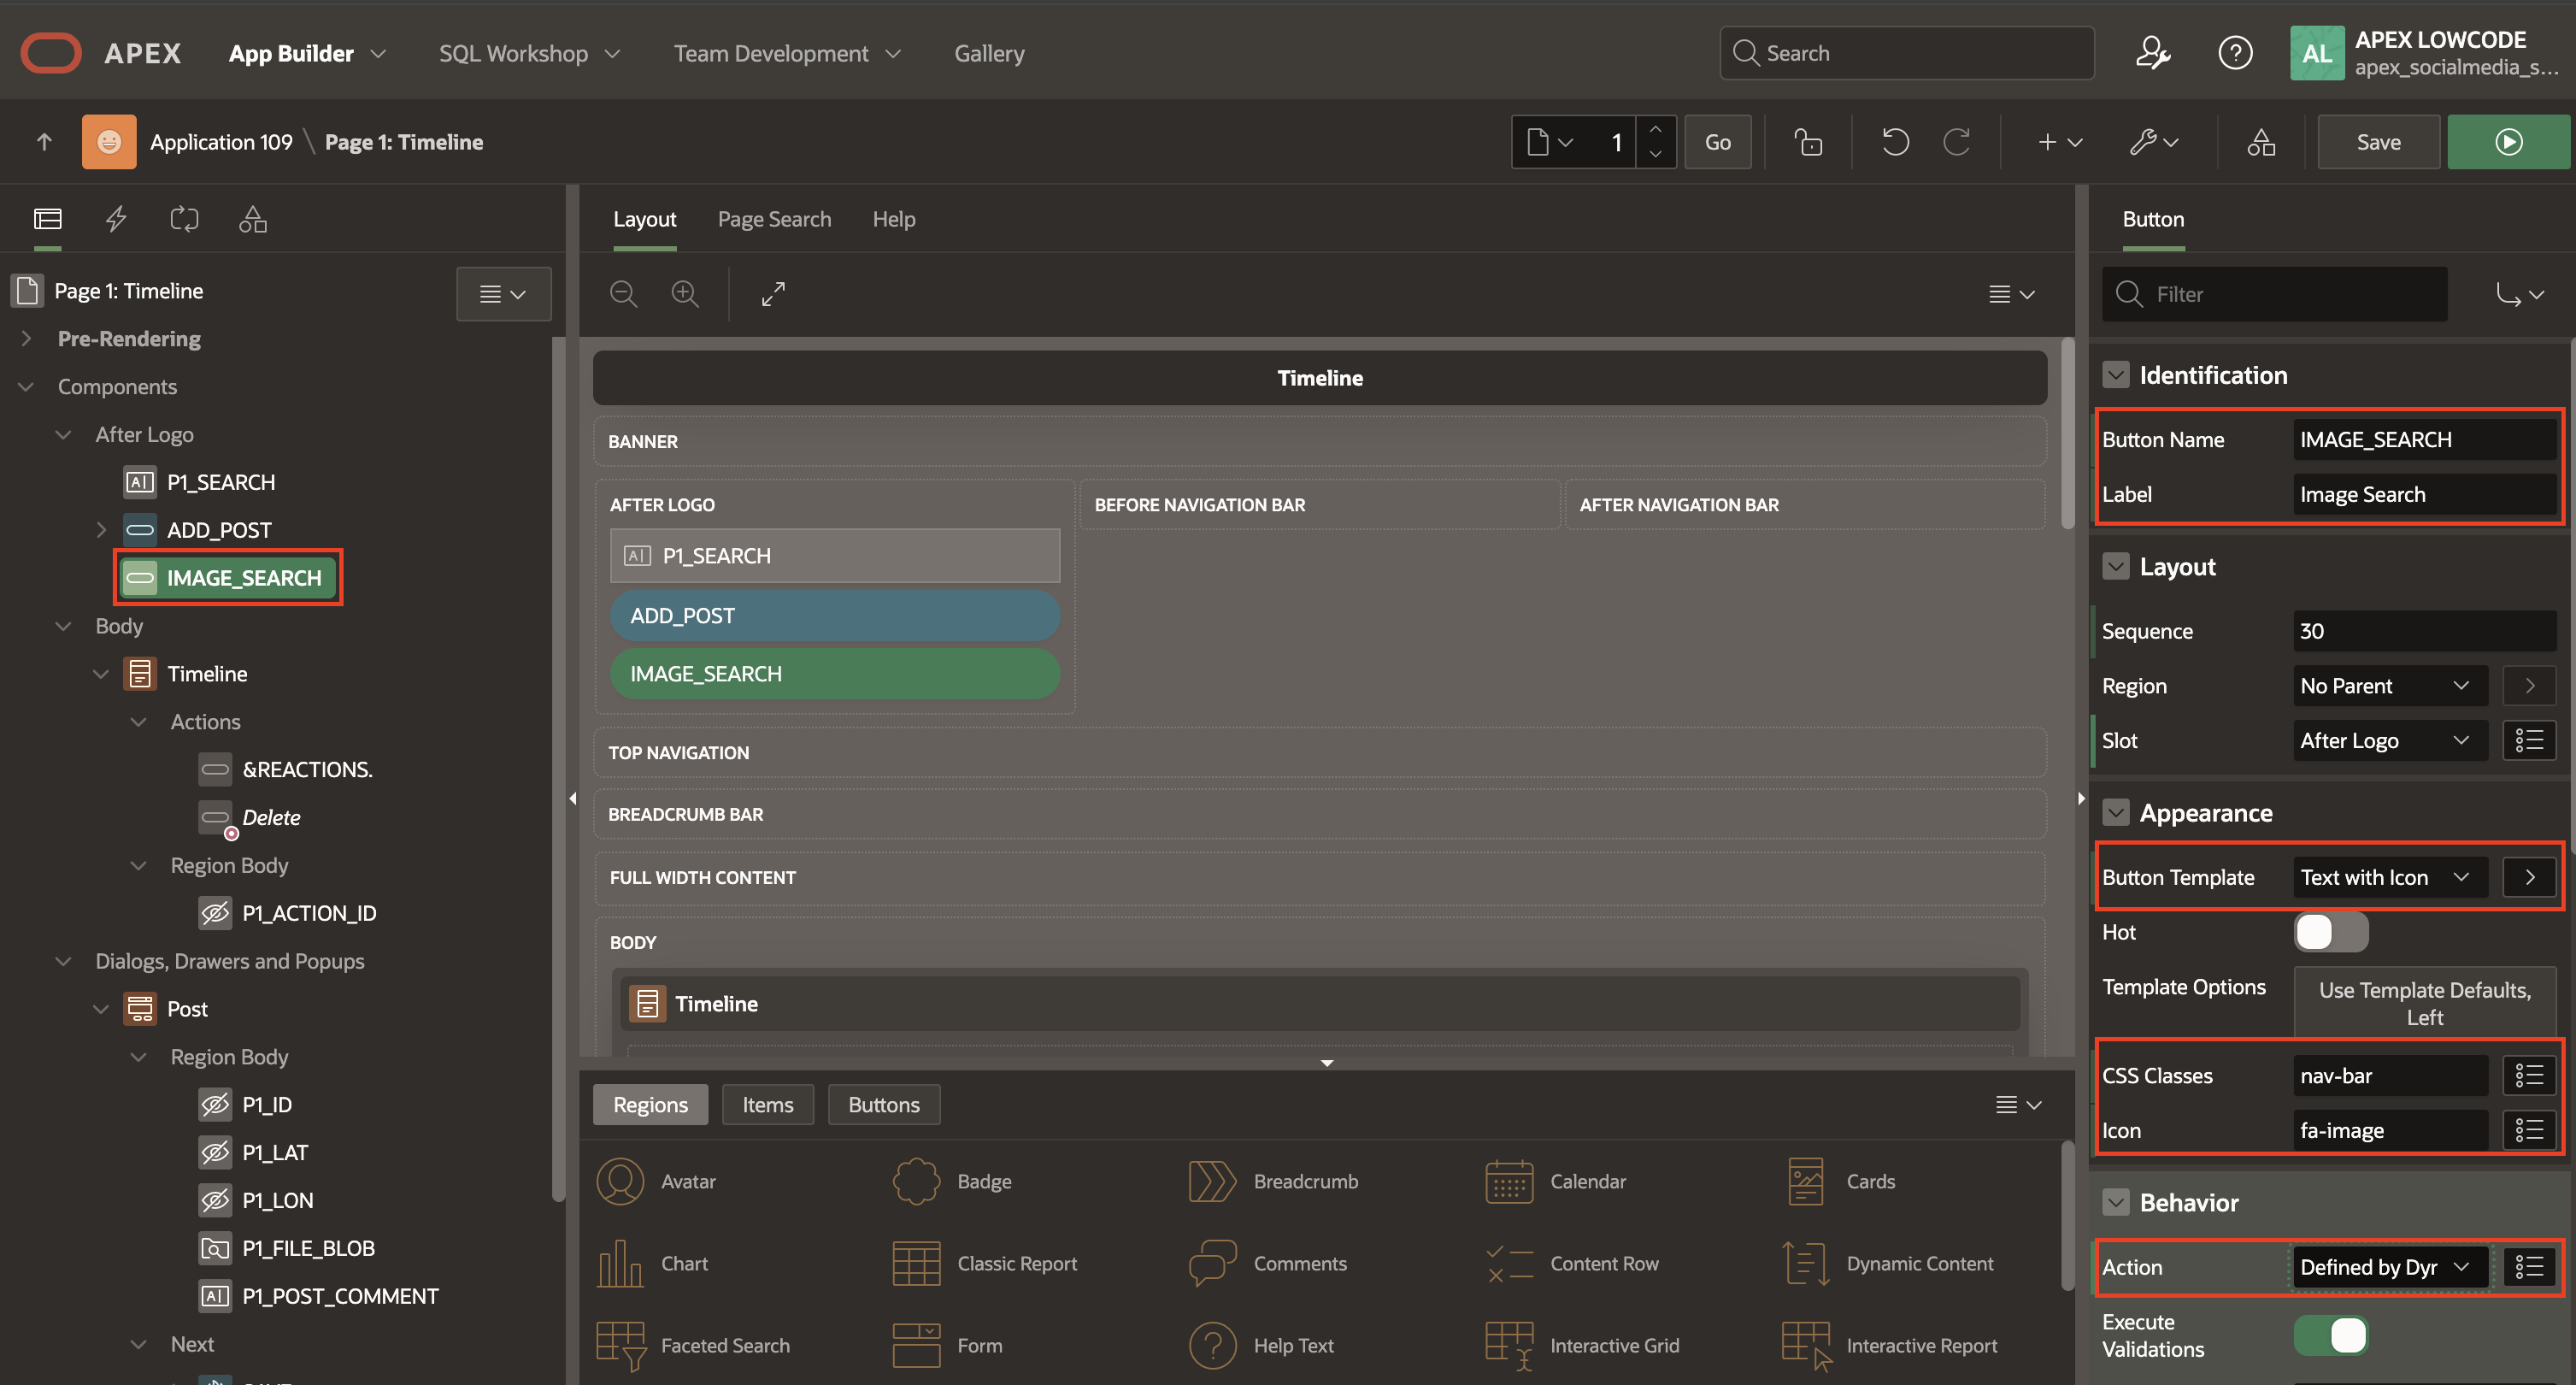 APEX
App Builder
SQL Workshop
Team Development
Gallery
Search
AL
APEX LOWCODE
apex_socialmedia_s...
Application 109 \ Page 1: Timeline
1
Go
Save
Page 1: Timeline
Pre-Rendering
Components
After Logo
P1_SEARCH
ADD_POST
IMAGE_SEARCH
Body
Timeline
Actions
&REACTIONS.
Delete
Region Body
P1_ACTION_ID
Dialogs, Drawers and Popups
Post
Region Body
P1_ID
P1_LAT
P1_LON
P1_FILE_BLOB
P1_POST_COMMENT
Next
Layout
Page Search
Help
Timeline
BANNER
AFTER LOGO
BEFORE NAVIGATION BAR
AFTER NAVIGATION BAR
P1_SEARCH
ADD_POST
IMAGE_SEARCH
TOP NAVIGATION
BREADCRUMB BAR
FULL WIDTH CONTENT
BODY
Timeline
Regions
Items
Buttons
Avatar
Badge
Breadcrumb
Calendar
Cards
Chart
Classic Report
Comments
Content Row
Dynamic Content
Faceted Search
Form
Help Text
Interactive Grid
Interactive Report
Button
Filter
Identification
Button Name
IMAGE_SEARCH
Label
Image Search
Layout
Sequence
30
Region
No Parent
Slot
After Logo
Appearance
Button Template
Text with Icon
Hot
Template Options
Use Template Defaults,
Left
CSS Classes
nav-bar
Icon
fa-image
Behavior
Action
Defined by Dyr
Execute
Validations